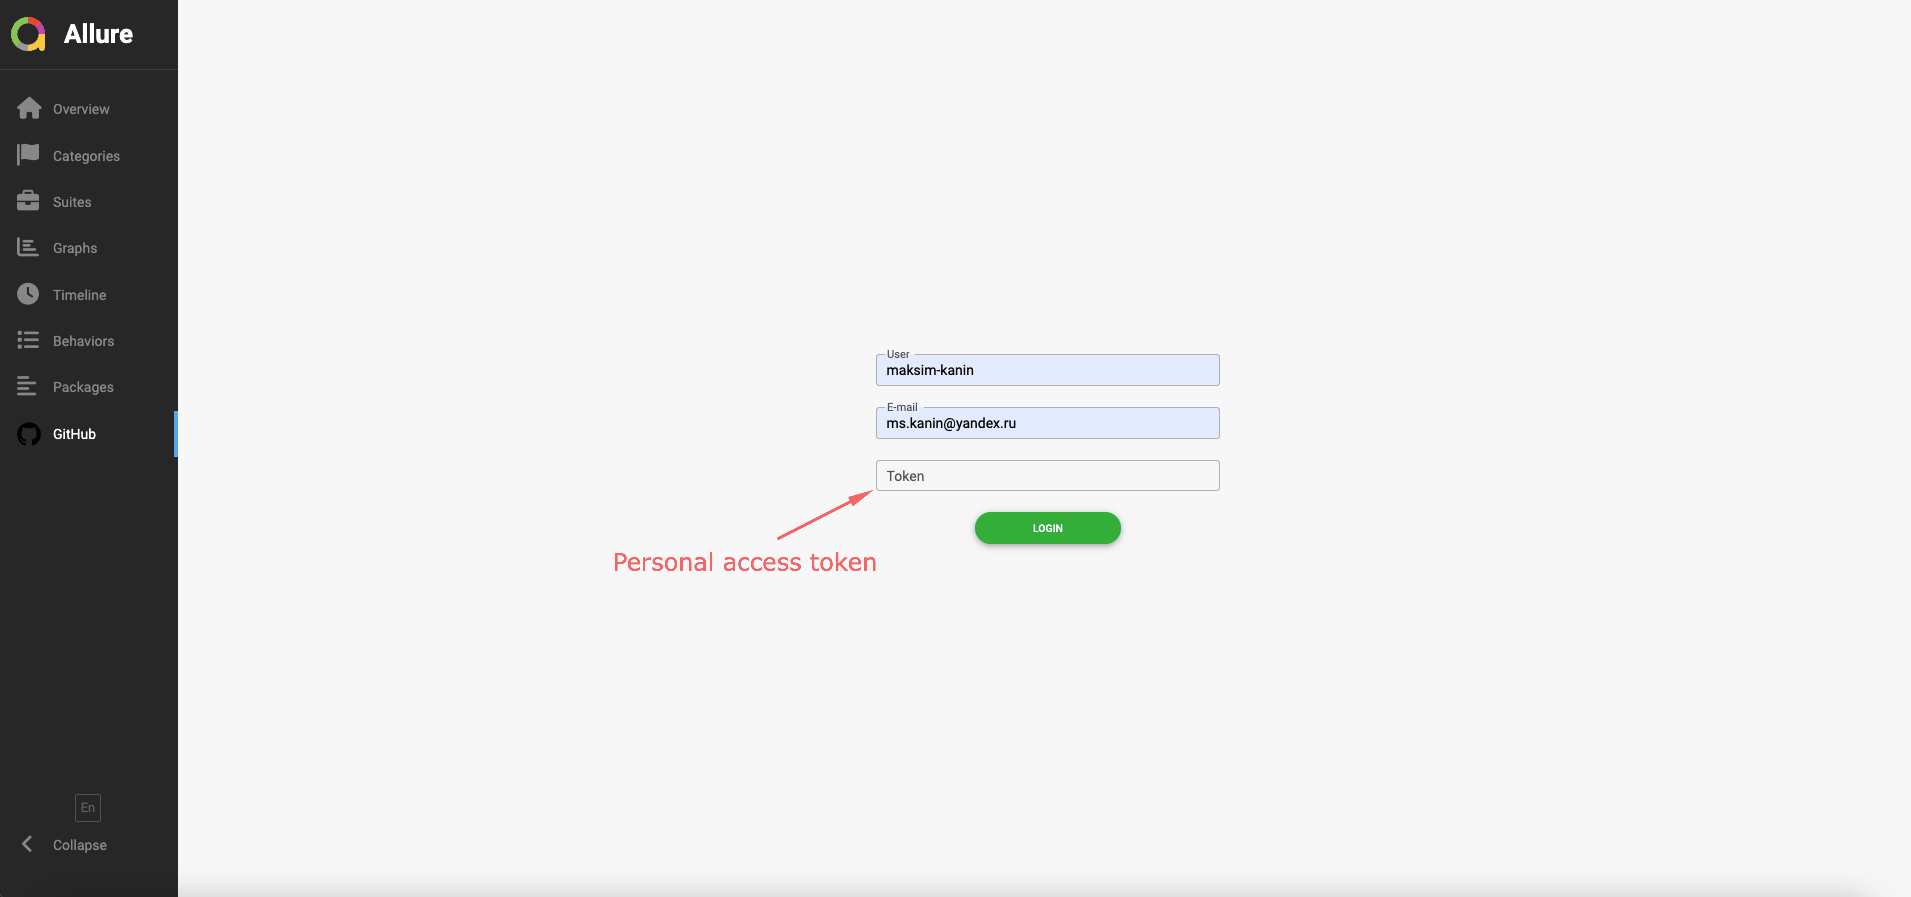 Allure
Overview
Categories
Suites
Graphs
Timeline
Behaviors
Packages
GitHub
En
Collapse
User
maksim-kanin
E-mail
ms.kanin@yandex.ru
Token
LOGIN
Personal access token